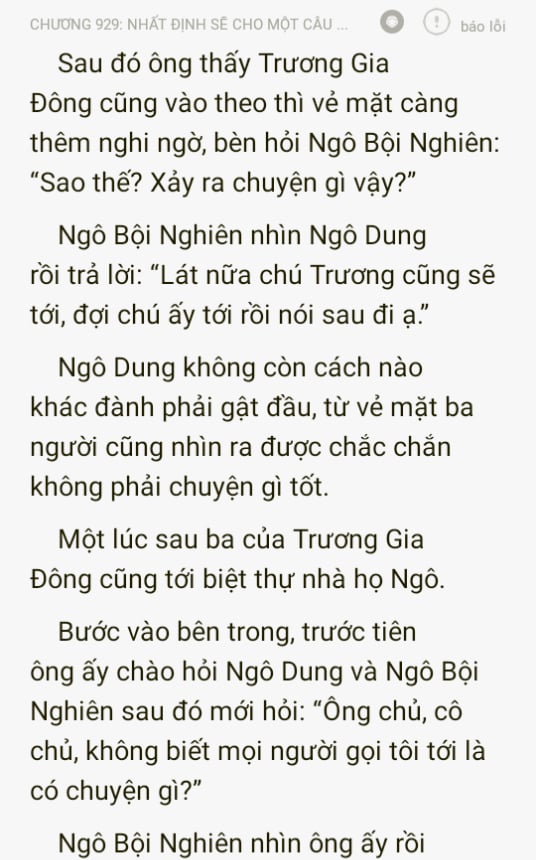 CHƯƠNG 929: NHẤT ĐỊNH SẼ CHO MỘT CÂU ...
báo lỗi
Sau đó ông thấy Trương Gia
Đông cũng vào theo thì vẻ mặt càng
thêm nghi ngờ, bèn hỏi Ngô Bội Nghiên:
“Sao thế? Xảy ra chuyện gì vậy?”
Ngô Bội Nghiên nhìn Ngô Dung
rồi trả lời: “Lát nữa chú Trương cũng sẽ
tới, đợi chú ấy tới rồi nói sau đi ạ.”
Ngô Dung không còn cách nào
khác đành phải gật đầu, từ vẻ mặt ba
người cũng nhìn ra được chắc chắn
không phải chuyện gì tốt.
Một lúc sau ba của Trương Gia
Đông cũng tới biệt thự nhà họ Ngô.
Bước vào bên trong, trước tiên
ông ấy chào hỏi Ngô Dung và Ngô Bội
Nghiên sau đó mới hỏi: “Ông chủ, cô
chủ, không biết mọi người gọi tôi tới là
có chuyện gì?”
Ngô Bội Nghiên nhìn ông ấy rồi